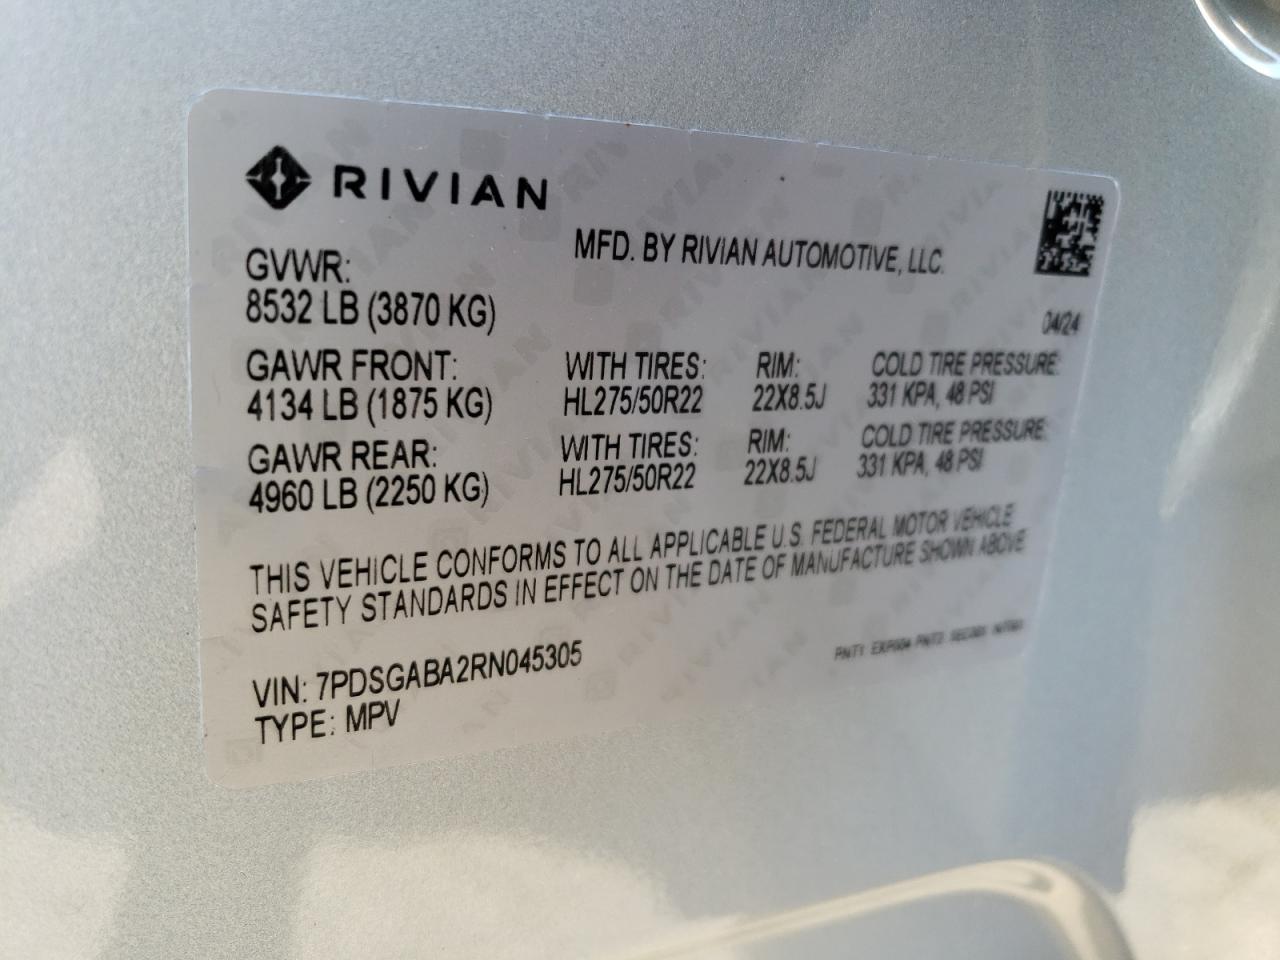 RIVIAN
MFD. BY RIVIAN AUTOMOTIVE, LLC.
GVWR:
8532 LB (3870 KG)
04/24
GAWR FRONT: WITH TIRES: RIM: COLD TIRE PRESSURE:
4134 LB (1875 KG) HL275/50R22 22X8.5J 331 KPA, 48 PSI
GAWR REAR: WITH TIRES: RIM: COLD TIRE PRESSURE:
4960 LB (2250 KG) HL275/50R22 22X8.5J 331 KPA, 48 PSI
THIS VEHICLE CONFORMS TO ALL APPLICABLE U.S. FEDERAL MOTOR VEHICLE
SAFETY STANDARDS IN EFFECT ON THE DATE OF MANUFACTURE SHOWN ABOVE
PNT1 PNT2
VIN: 7PDSGABA2RN045305
TYPE: MPV